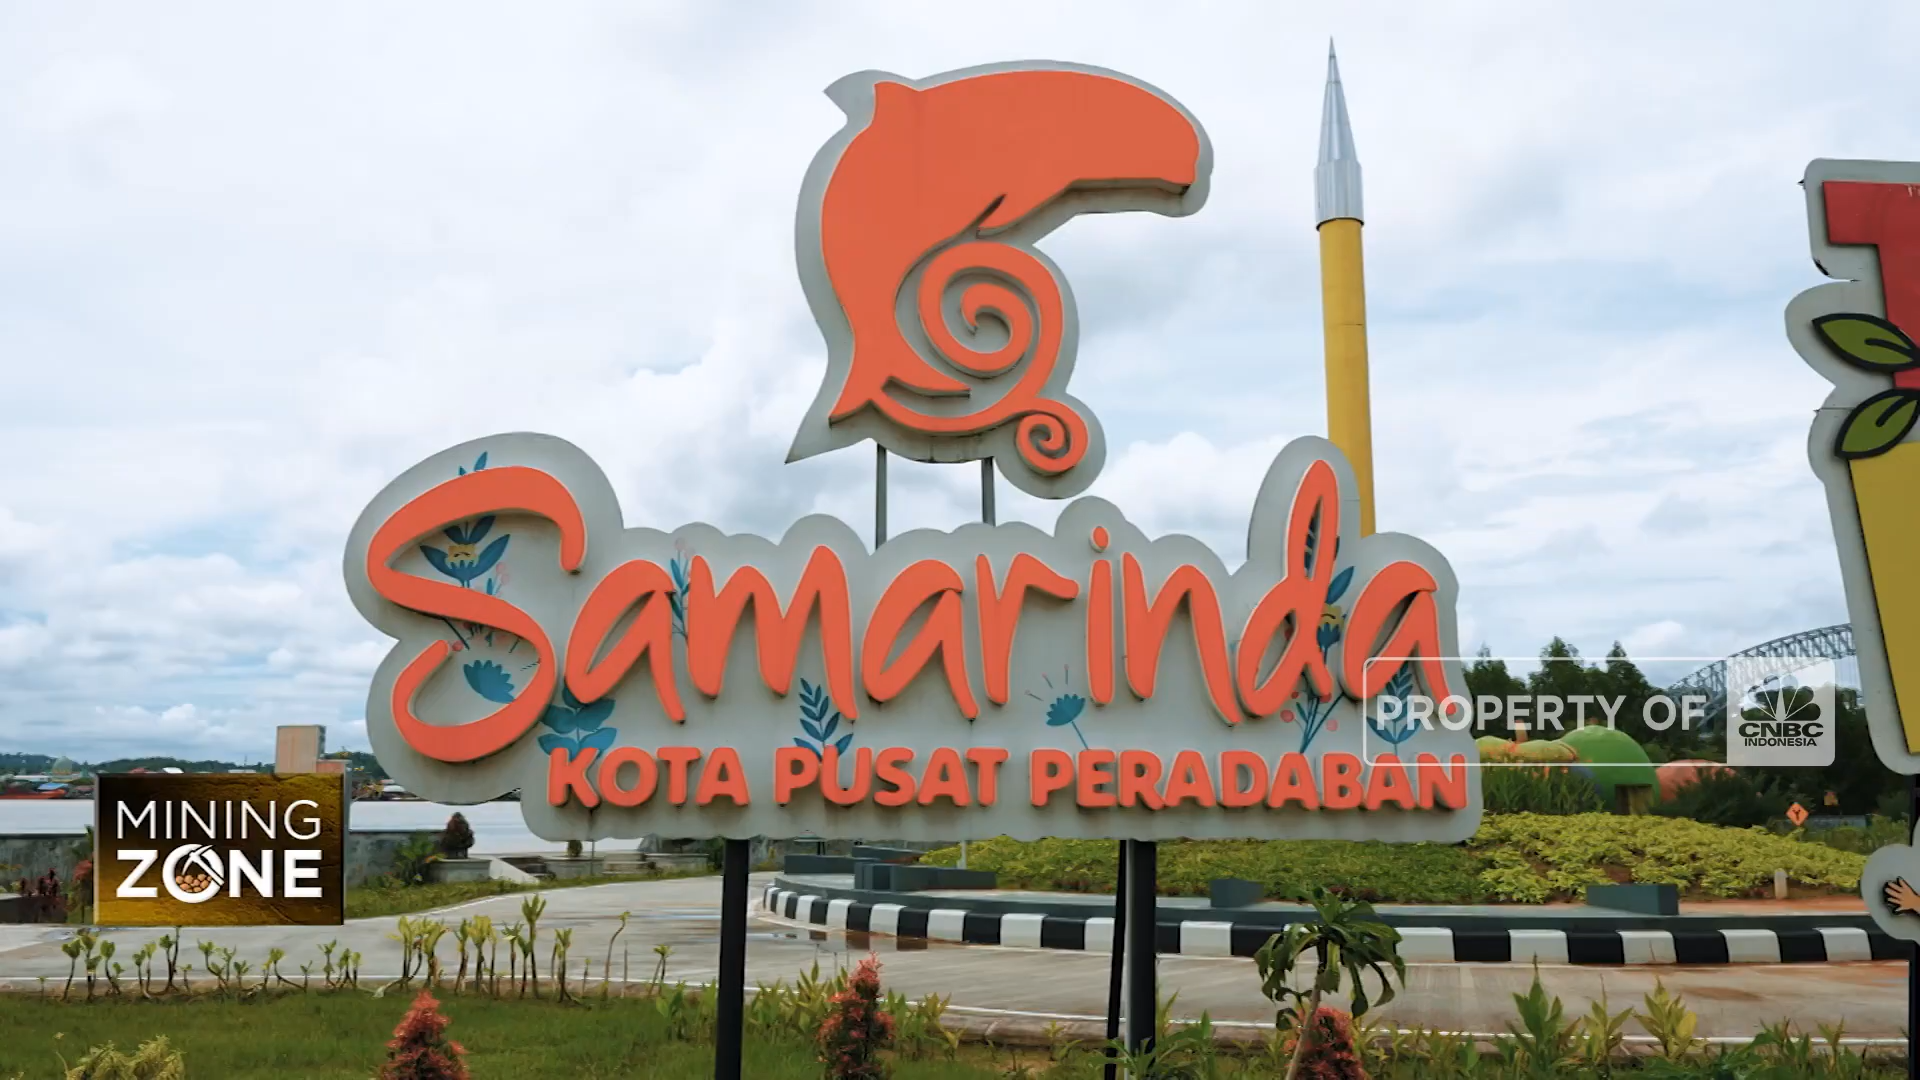 Samarinda
KOTA PUSAT PERADABAN
PROPERTY OF
CNBC
INDONESIA
MINING
ZONE